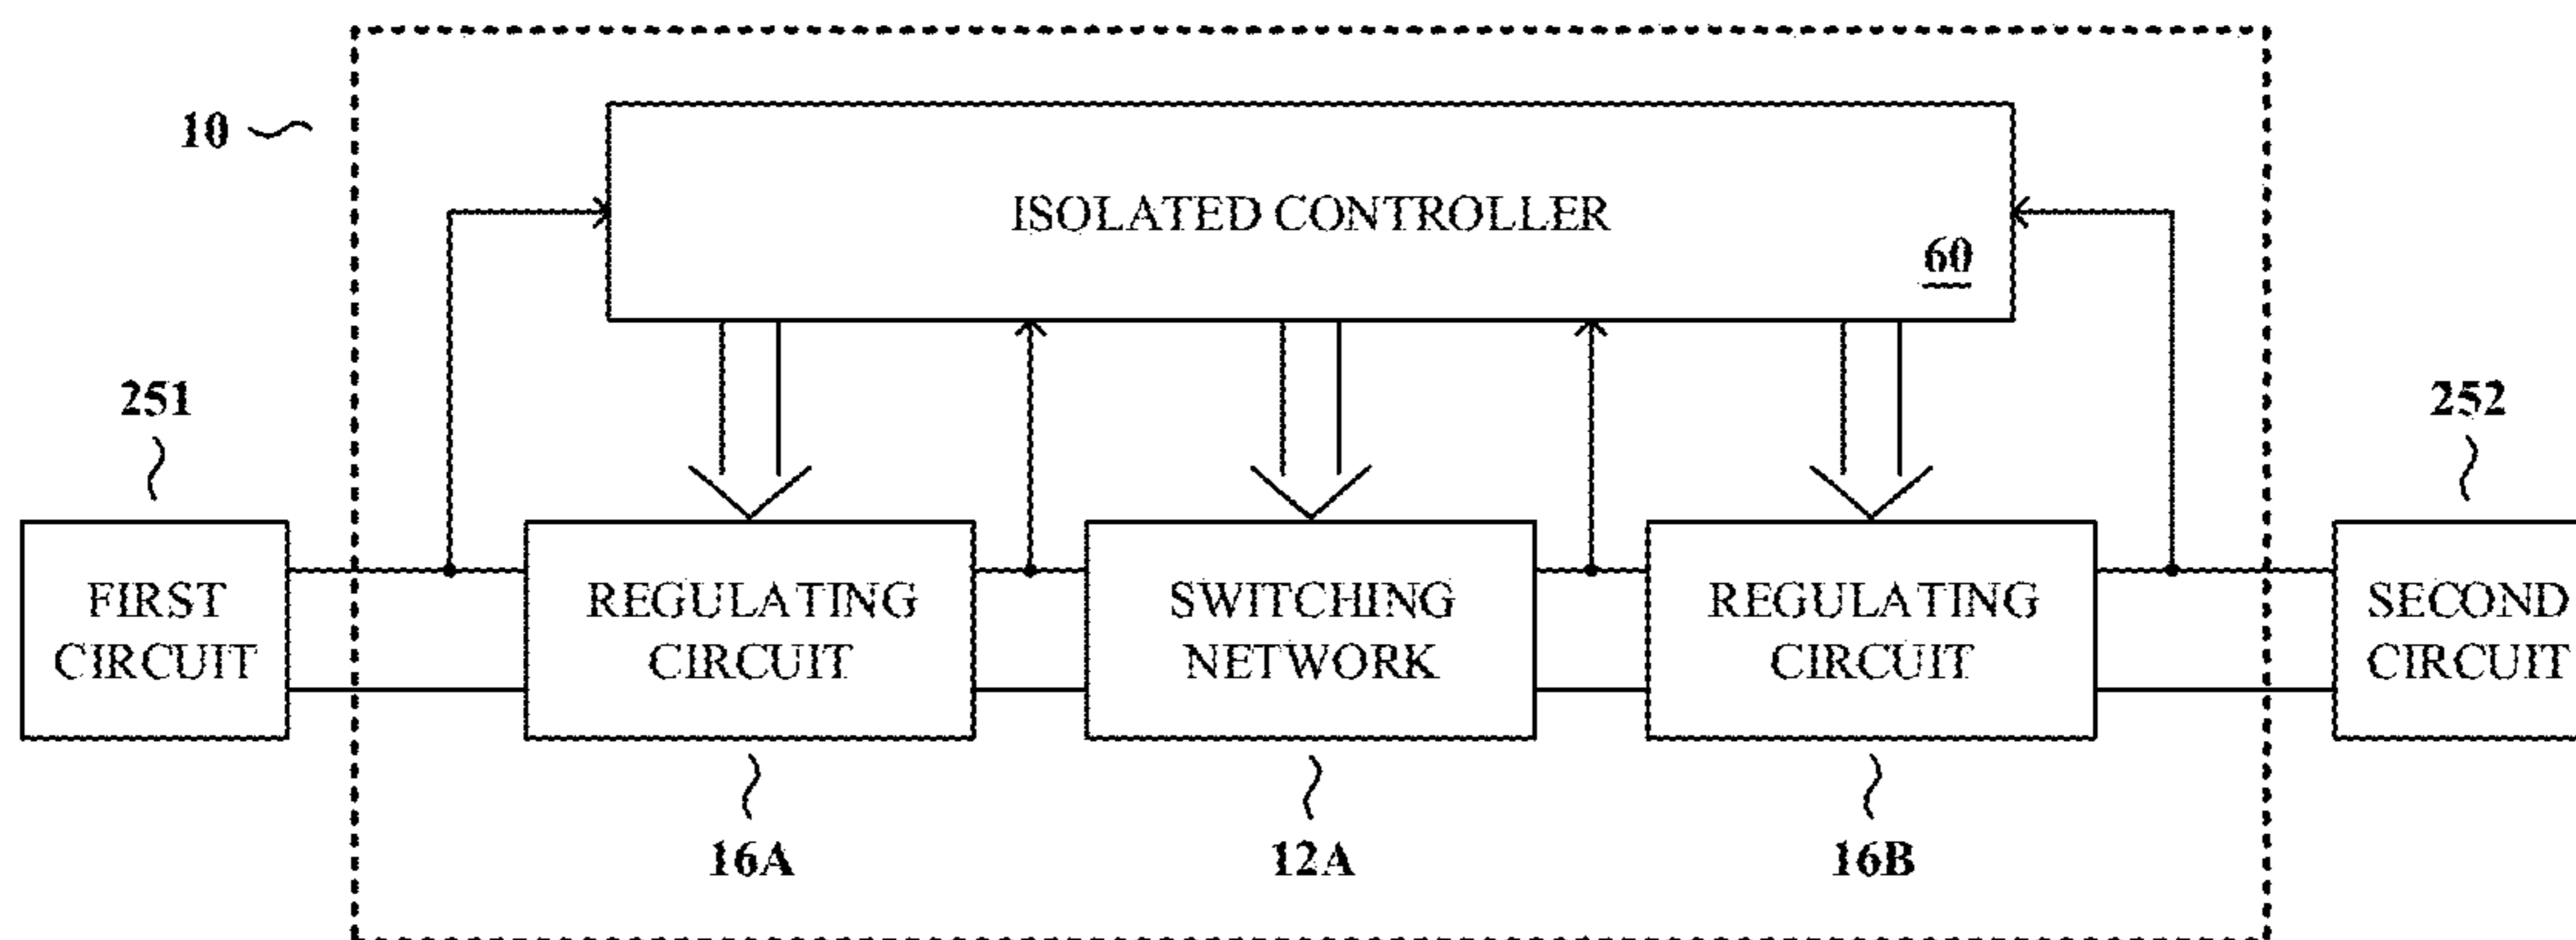 10
ISOLATED CONTROLLER
60
251
252
FIRST
CIRCUIT
REGULATING
CIRCUIT
SWITCHING
NETWORK
REGULATING
CIRCUIT
SECOND
CIRCUIT
16A
12A
16B